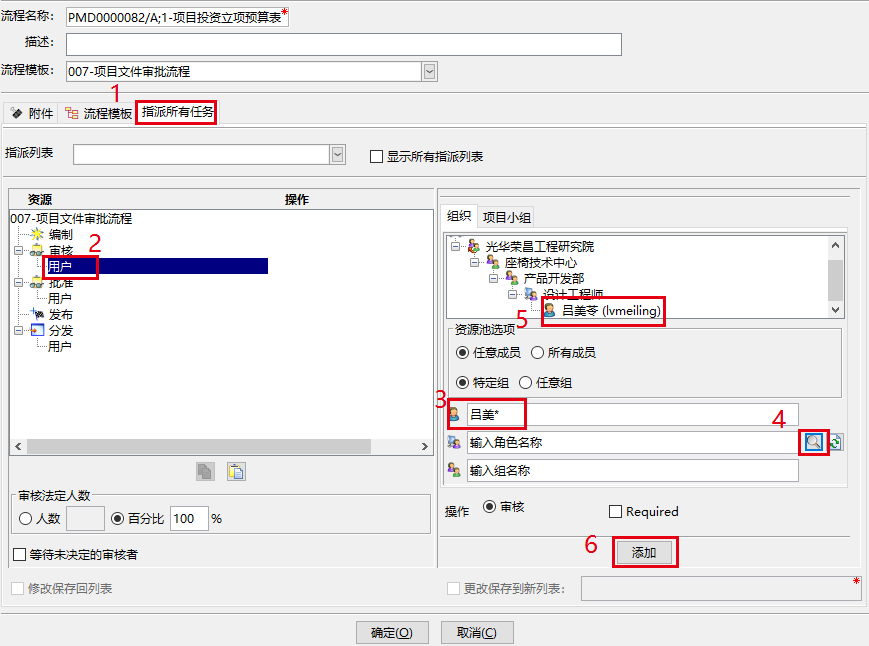 流程名称: PMD0000082/A;1-项目投资立项预算表*
描述:
流程模板: 007-项目文件审批流程
1
附件 流程模板 指派所有任务
指派列表 显示所有指派列表
资源 操作
007-项目文件审批流程
编制
审核
2
用户
批准
用户
发布
分发
用户
审核法定人数
人数 百分比 100 %
等待未决定的审核者
修改保存回列表
组织 项目小组
光华荣昌工程研究院
座椅技术中心
产品开发部
设计工程师
5 吕美苓 (lvmeiling)
资源池选项
任意成员 所有成员
特定组 任意组
3 吕美*
4
输入角色名称
输入组名称
操作 审核 Required
6 添加
更改保存到新列表: *
确定(O) 取消(C)